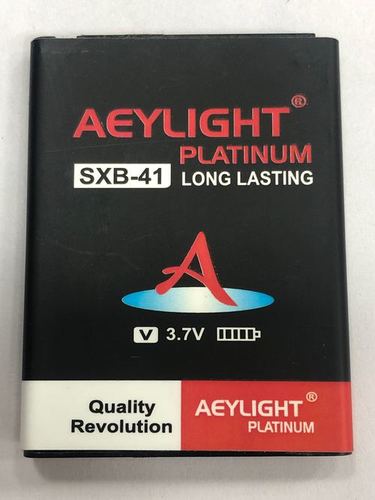 AEYLIGHT®
PLATINUM
SXB-41 LONG LASTING
A
V 3.7V
Quality
Revolution
AEYLIGHT®
PLATINUM